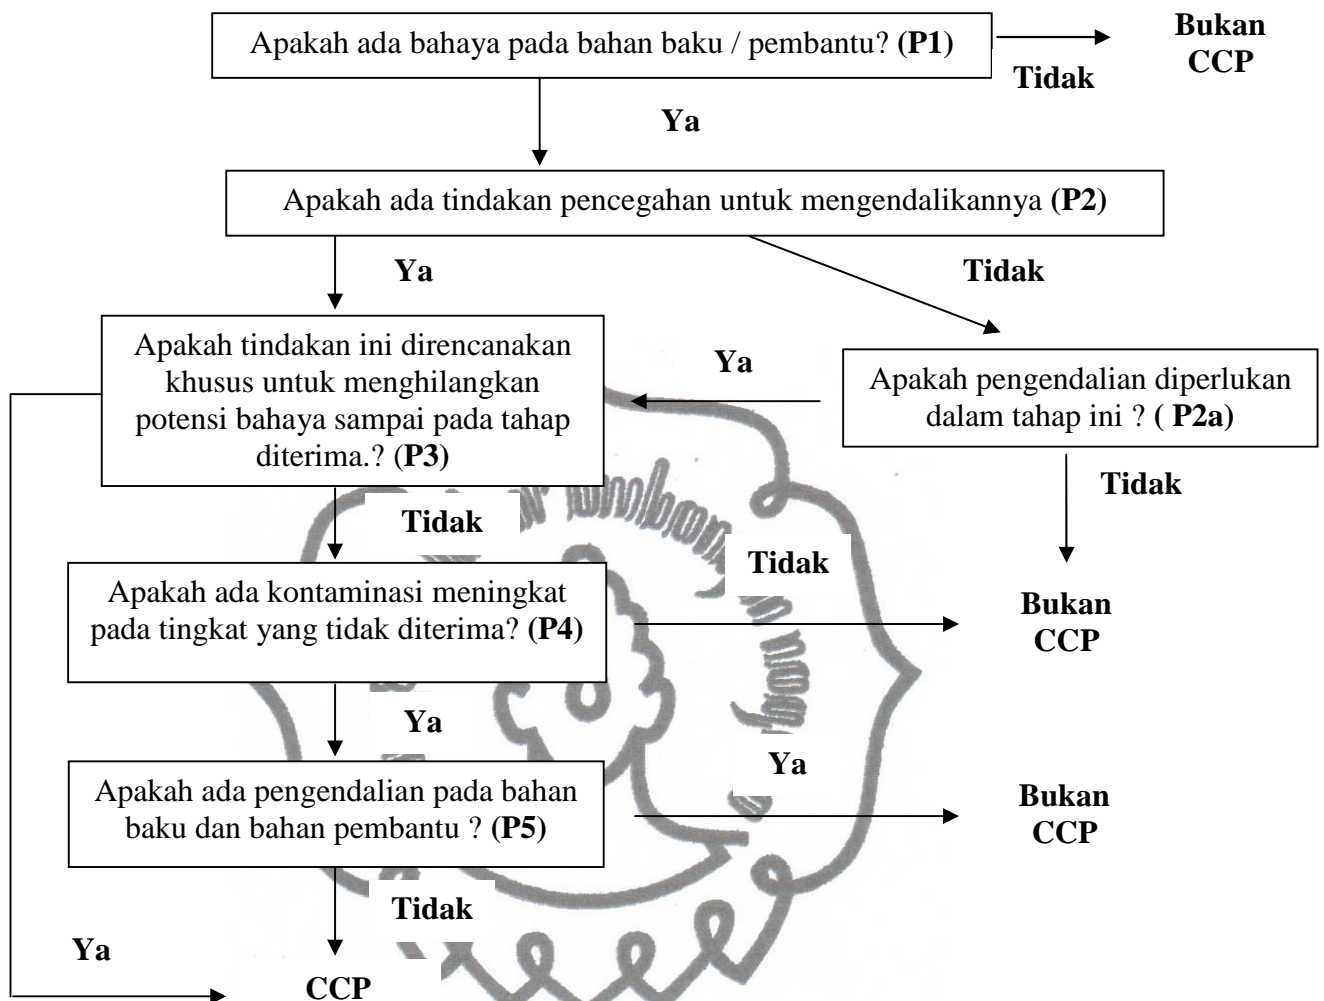 Apakah ada bahaya pada bahan baku / pembantu? (P1)
Bukan
CCP
Tidak
Ya
Apakah ada tindakan pencegahan untuk mengendalikannya (P2)
Ya
Tidak
Apakah tindakan ini direncanakan
khusus untuk menghilangkan
potensi bahaya sampai pada tahap
diterima.? (P3)
Ya
Apakah pengendalian diperlukan
dalam tahap ini ? ( P2a)
Tidak
Tidak
Tidak
Apakah ada kontaminasi meningkat
pada tingkat yang tidak diterima? (P4)
Bukan
CCP
Ya
Ya
Apakah ada pengendalian pada bahan
baku dan bahan pembantu ? (P5)
Bukan
CCP
Tidak
Ya
CCP